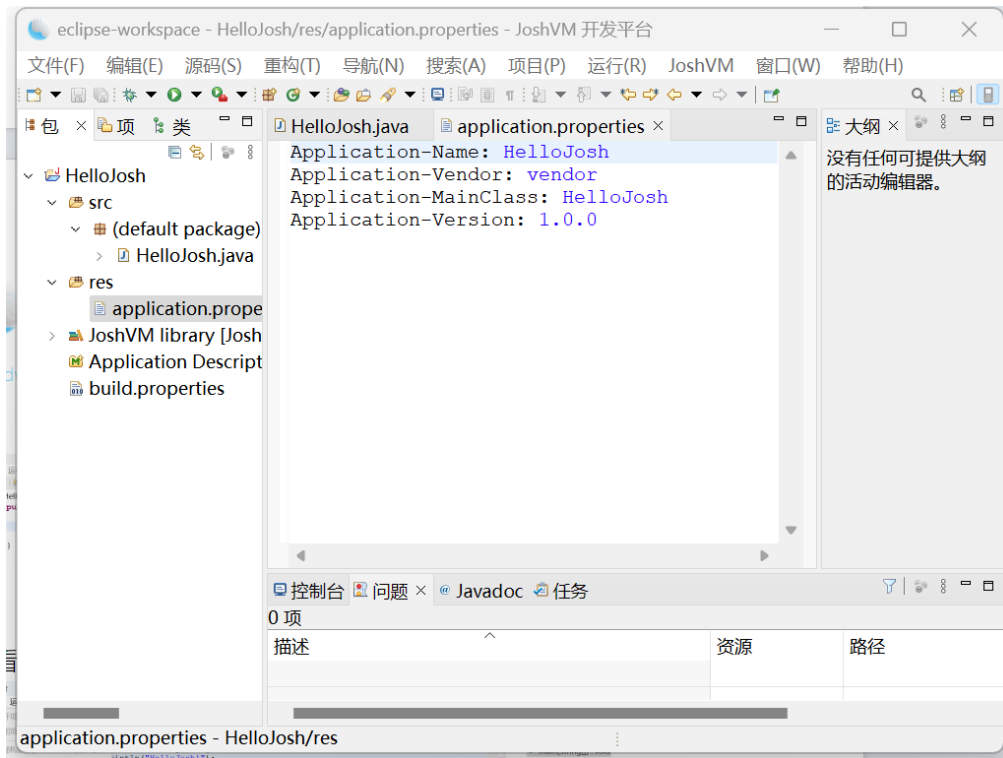 eclipse-workspace - HelloJosh/res/application.properties - JoshVM 开发平台
文件(F) 编辑(E) 源码(S) 重构(T) 导航(N) 搜索(A) 项目(P) 运行(R) JoshVM 窗口(W) 帮助(H)
包 项 类
HelloJosh
src
(default package)
HelloJosh.java
res
application.prope
JoshVM library [Josh
Application Descript
build.properties
HelloJosh.java application.properties
Application-Name: HelloJosh
Application-Vendor: vendor
Application-MainClass: HelloJosh
Application-Version: 1.0.0
大纲
没有任何可提供大纲
的活动编辑器。
控制台 问题 @ Javadoc 任务
0 项
描述 资源 路径
application.properties - HelloJosh/res